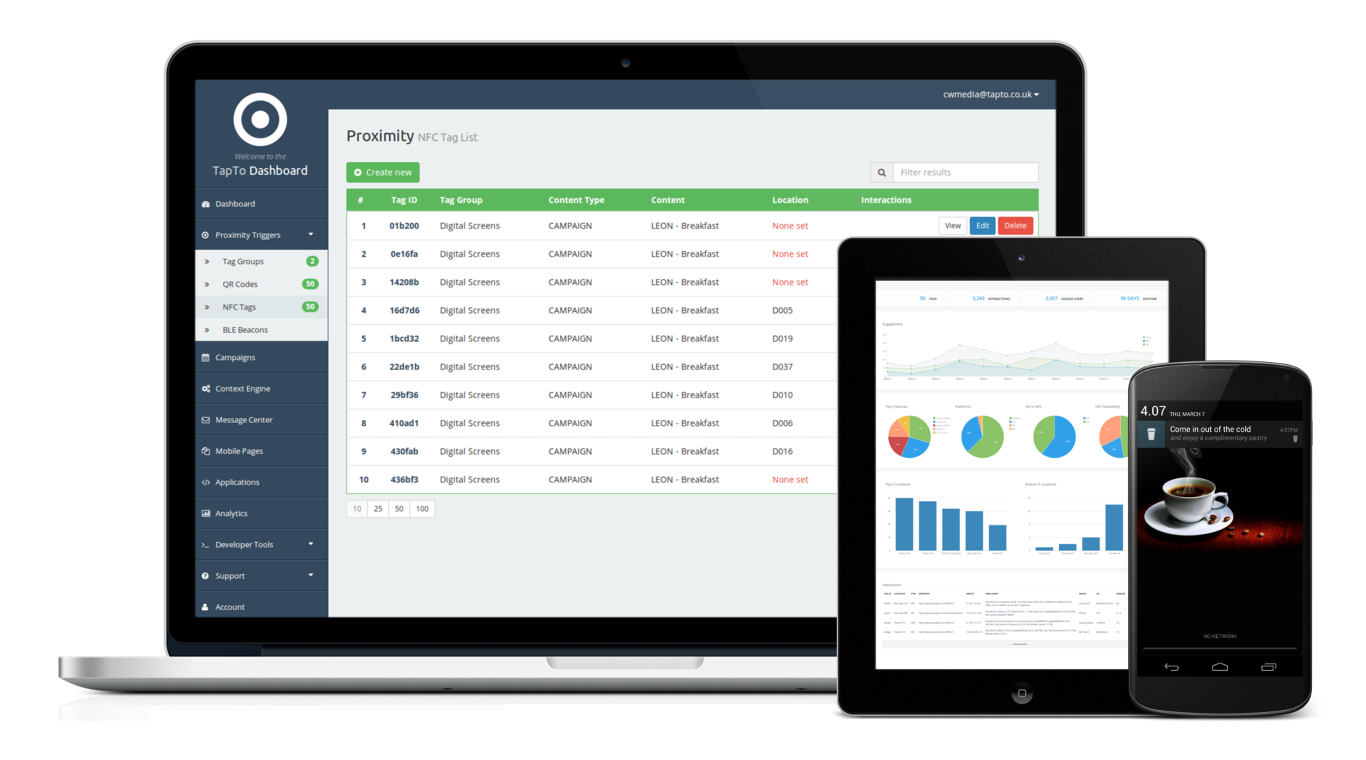 cwmedia@tapto.co.uk
Welcome to the
TapTo Dashboard
Dashboard
Proximity Triggers
» Tag Groups 2
» QR Codes 50
» NFC Tags 50
» BLE Beacons
Campaigns
Context Engine
Message Center
Mobile Pages
</> Applications
Analytics
>_ Developer Tools
Support
Account
Proximity NFC Tag List
Create new
Filter results
# Tag ID Tag Group Content Type Content Location Interactions
1 01b200 Digital Screens CAMPAIGN LEON - Breakfast None set View Edit Delete
2 0e16fa Digital Screens CAMPAIGN LEON - Breakfast None set
3 14208b Digital Screens CAMPAIGN LEON - Breakfast None set
4 16d7d6 Digital Screens CAMPAIGN LEON - Breakfast D005
5 1bcd32 Digital Screens CAMPAIGN LEON - Breakfast D019
6 22de1b Digital Screens CAMPAIGN LEON - Breakfast D037
7 29bf36 Digital Screens CAMPAIGN LEON - Breakfast D010
8 410ad1 Digital Screens CAMPAIGN LEON - Breakfast D006
9 430fab Digital Screens CAMPAIGN LEON - Breakfast D016
10 436bf3 Digital Screens CAMPAIGN LEON - Breakfast None set
10 25 50 100
50 TAGS 3,245 INTERACTIONS 2,057 UNIQUE USERS 90 DAYS RUNTIME
Engagement
Top 5 Devices Platforms QR or NFC NFC Availability
Top 5 Locations Bottom 5 Locations
Interactions
4.07 THU, MARCH 7
Come in out of the cold 4:07PM
and enjoy a complimentary pastry
NO NETWORK